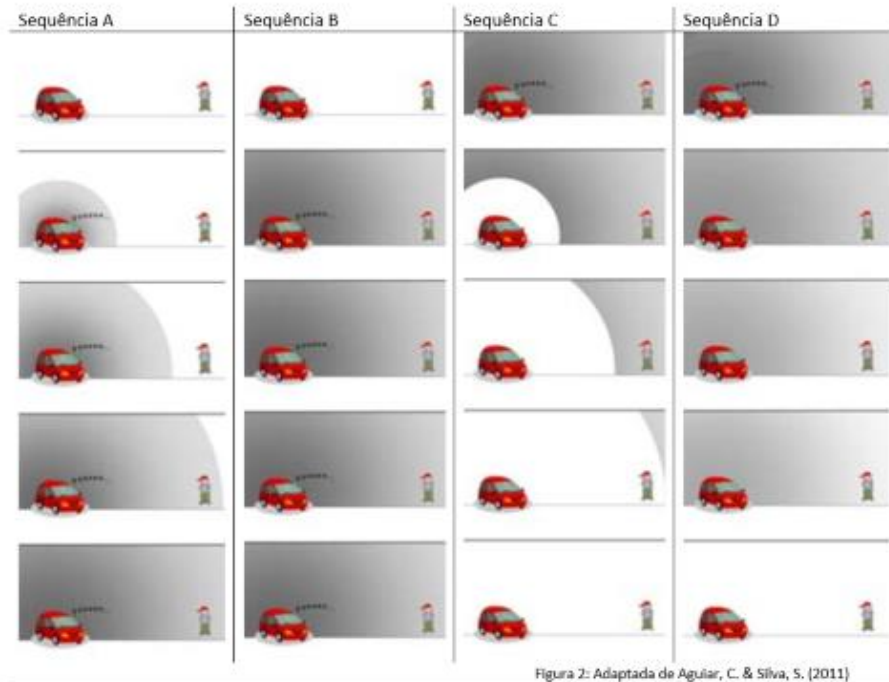 Sequência A
Sequência B
Sequência C
Sequência D
Figura 2: Adaptada de Aguiar, C. & Silva, S. (2011)